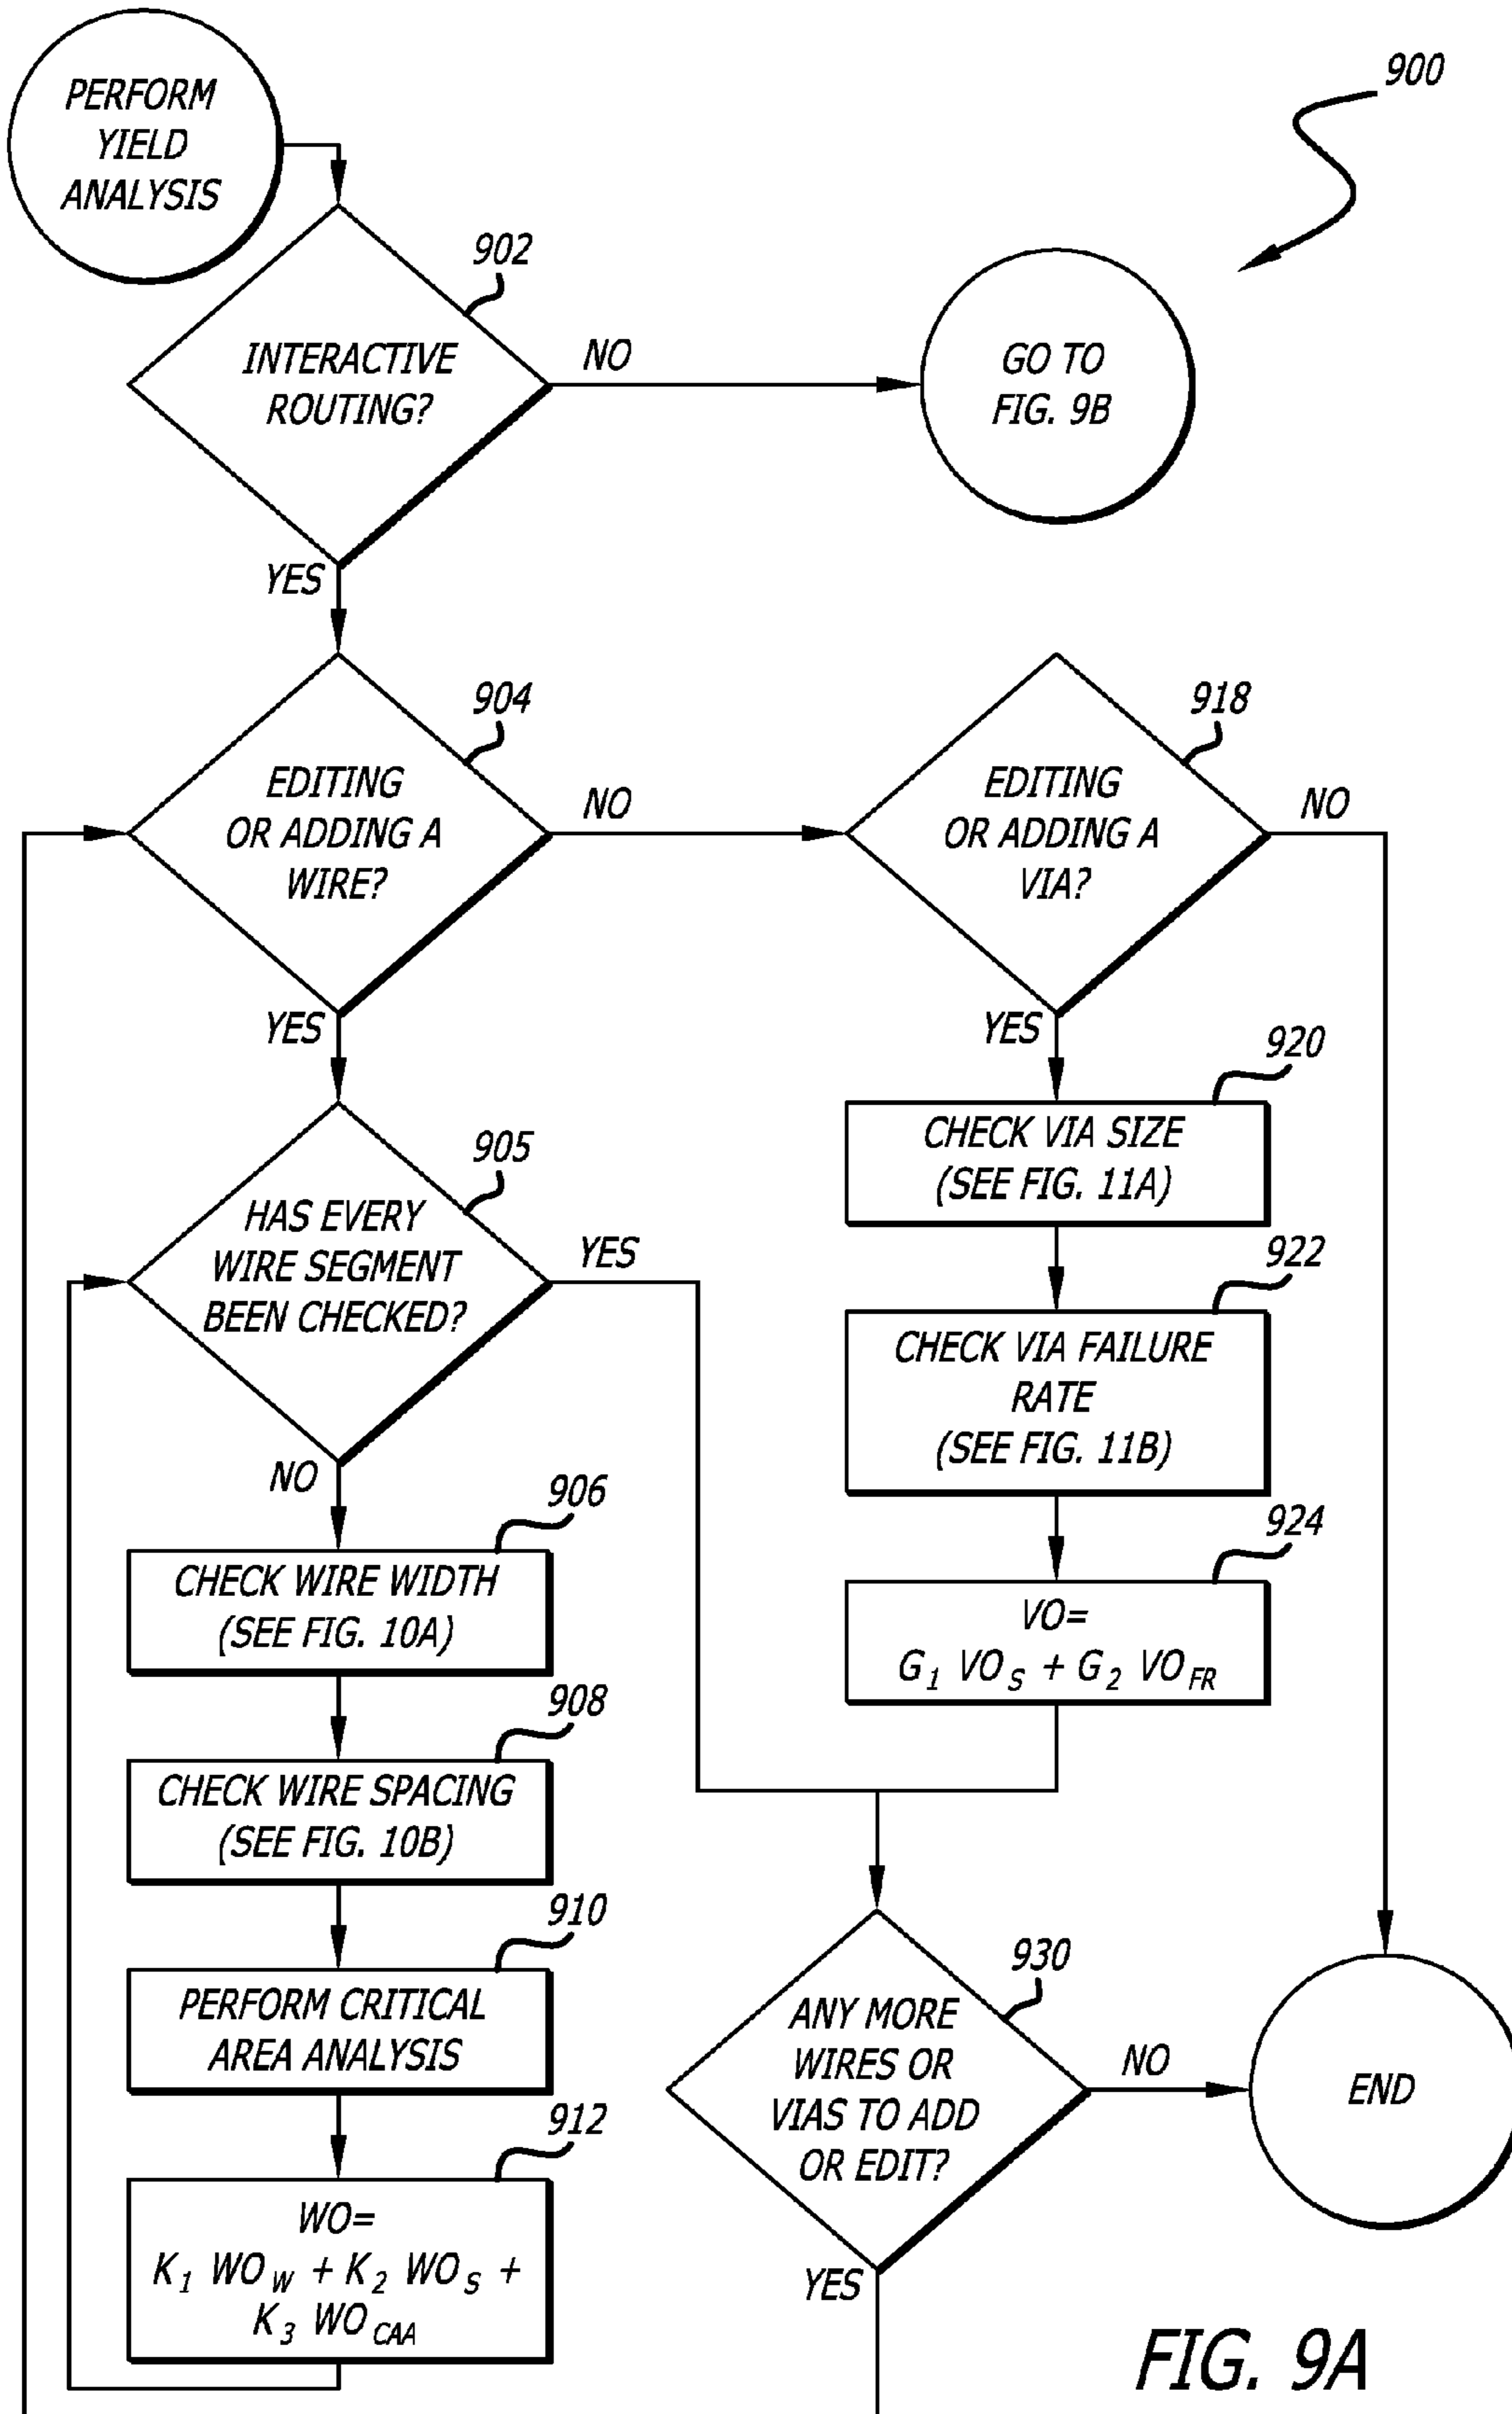 PERFORM
YIELD
ANALYSIS
900
902
INTERACTIVE
ROUTING?
NO
GO TO
FIG. 9B
YES
904
EDITING
OR ADDING A
WIRE?
NO
918
EDITING
OR ADDING A
VIA?
NO
YES
YES
905
HAS EVERY
WIRE SEGMENT
BEEN CHECKED?
YES
NO
920
CHECK VIA SIZE
(SEE FIG. 11A)
922
CHECK VIA FAILURE
RATE
(SEE FIG. 11B)
924
VO=
G1 VOS + G2 VOFR
906
CHECK WIRE WIDTH
(SEE FIG. 10A)
908
CHECK WIRE SPACING
(SEE FIG. 10B)
910
PERFORM CRITICAL
AREA ANALYSIS
912
WO=
K1 WOW + K2 WOS +
K3 WOCAA
930
ANY MORE
WIRES OR
VIAS TO ADD
OR EDIT?
NO
END
YES
FIG. 9A